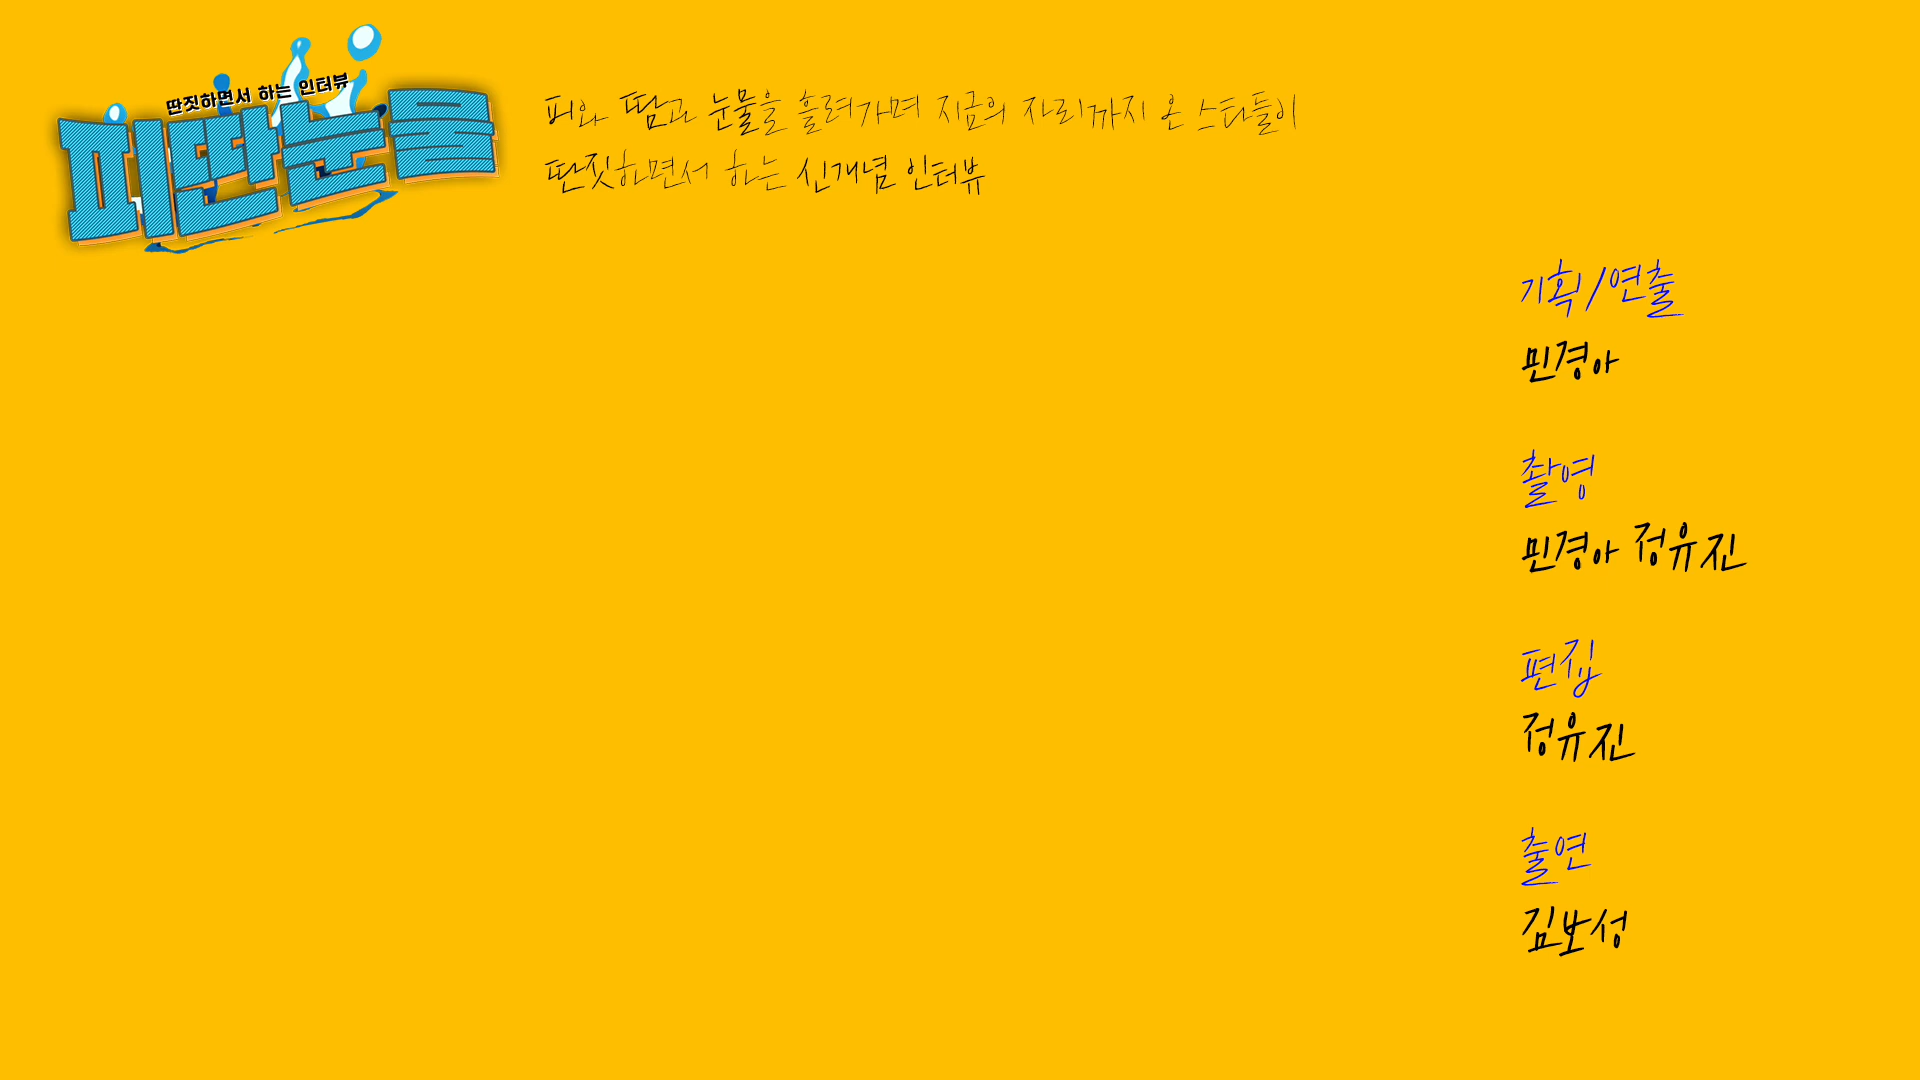 딴짓하면서 하는 인터뷰
피딴눈물
피와 땀과 눈물을 흘려가며 지금의 자리까지 온 스타들이
딴짓하면서 하는 신개념 인터뷰
기획/연출
민경아
촬영
민경아 정유진
편집
정유진
출연
김보성